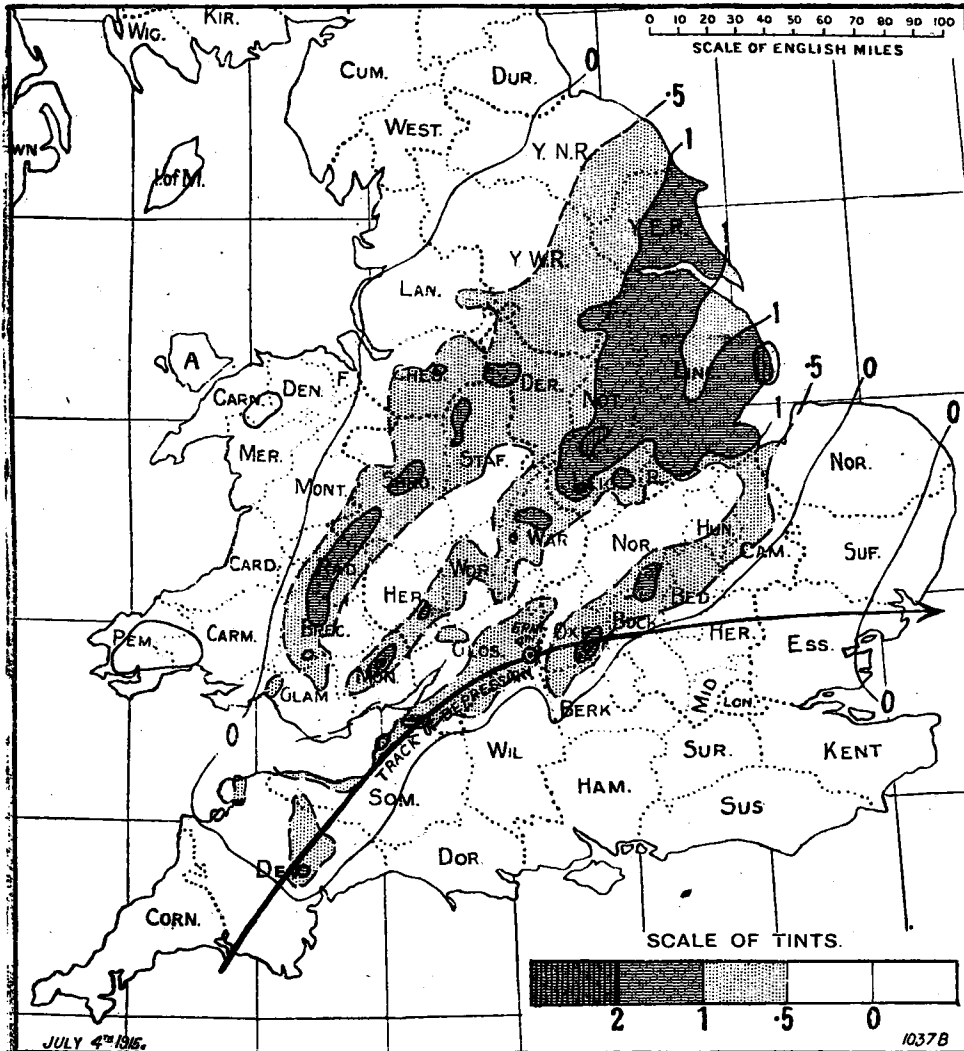 KIR.
WIG.
0 10 20 30 40 50 60 70 80 90 100
SCALE OF ENGLISH MILES
CUM.
DUR.
0
.5
WEST.
1
WN
Y. N.R.
I. of M.
Y. E.R.
Y W.R.
1
LAN.
A
1
CHES
DER.
LINC
F.
DEN.
CARN.
NOT.
.5
0
0
1
MER.
STAF.
NOR.
MONT.
R.
WAR
NOR.
HUN.
CAM.
SUF.
CARD.
RAD.
WOR
HER.
BED.
BREC.
PEM.
CARM.
OX.
BUCK
HER.
ESS.
GLOS.
MON.
GLAM
BERK
MID
LON.
0
TRACK OF DEPRESSION
0
WIL
SUR.
KENT
SOM.
HAM.
SUS
DOR.
DE
CORN.
SCALE OF TINTS.
2 1 .5 0
JULY 4TH 1915.
1037B